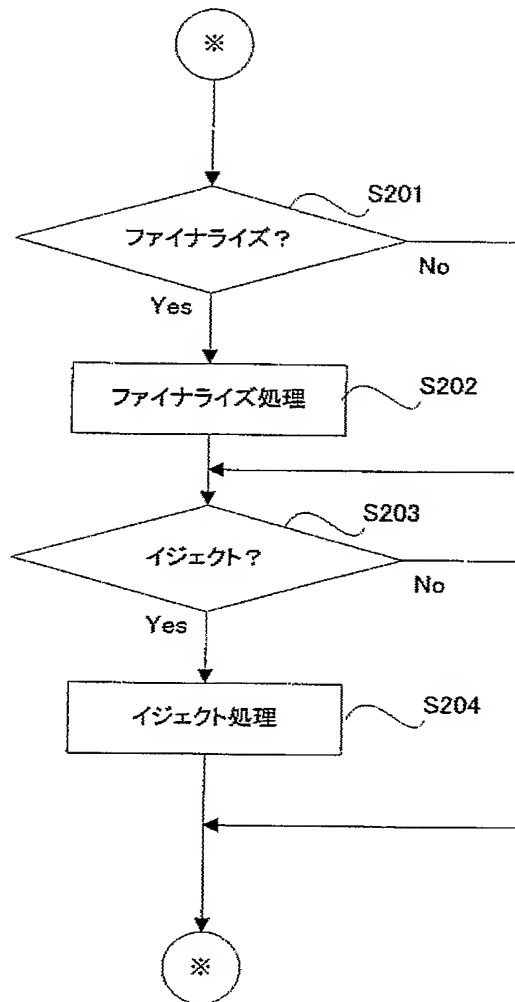 ※
S201
ファイナライズ？
No
Yes
ファイナライズ処理
S202
S203
イジェクト？
No
Yes
イジェクト処理
S204
※